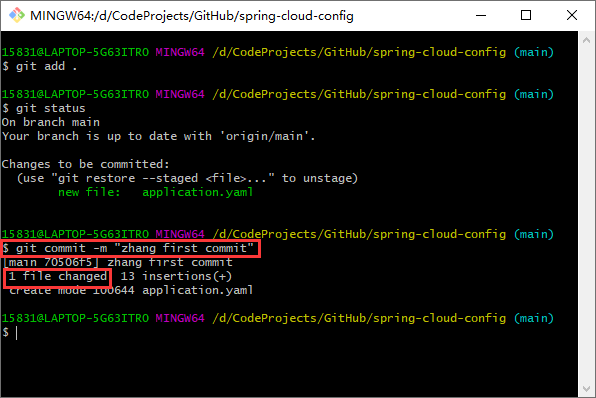 MINGW64:/d/CodeProjects/GitHub/spring-cloud-config
15831@LAPTOP-5G63ITRO MINGW64 /d/CodeProjects/GitHub/spring-cloud-config (main)
$ git add .
15831@LAPTOP-5G63ITRO MINGW64 /d/CodeProjects/GitHub/spring-cloud-config (main)
$ git status
On branch main
Your branch is up to date with 'origin/main'.
Changes to be committed:
(use "git restore --staged <file>..." to unstage)
new file: application.yaml
15831@LAPTOP-5G63ITRO MINGW64 /d/CodeProjects/GitHub/spring-cloud-config (main)
$ git commit -m "zhang first commit"
[main 70506f5] zhang first commit
1 file changed, 13 insertions(+)
create mode 100644 application.yaml
15831@LAPTOP-5G63ITRO MINGW64 /d/CodeProjects/GitHub/spring-cloud-config (main)
$